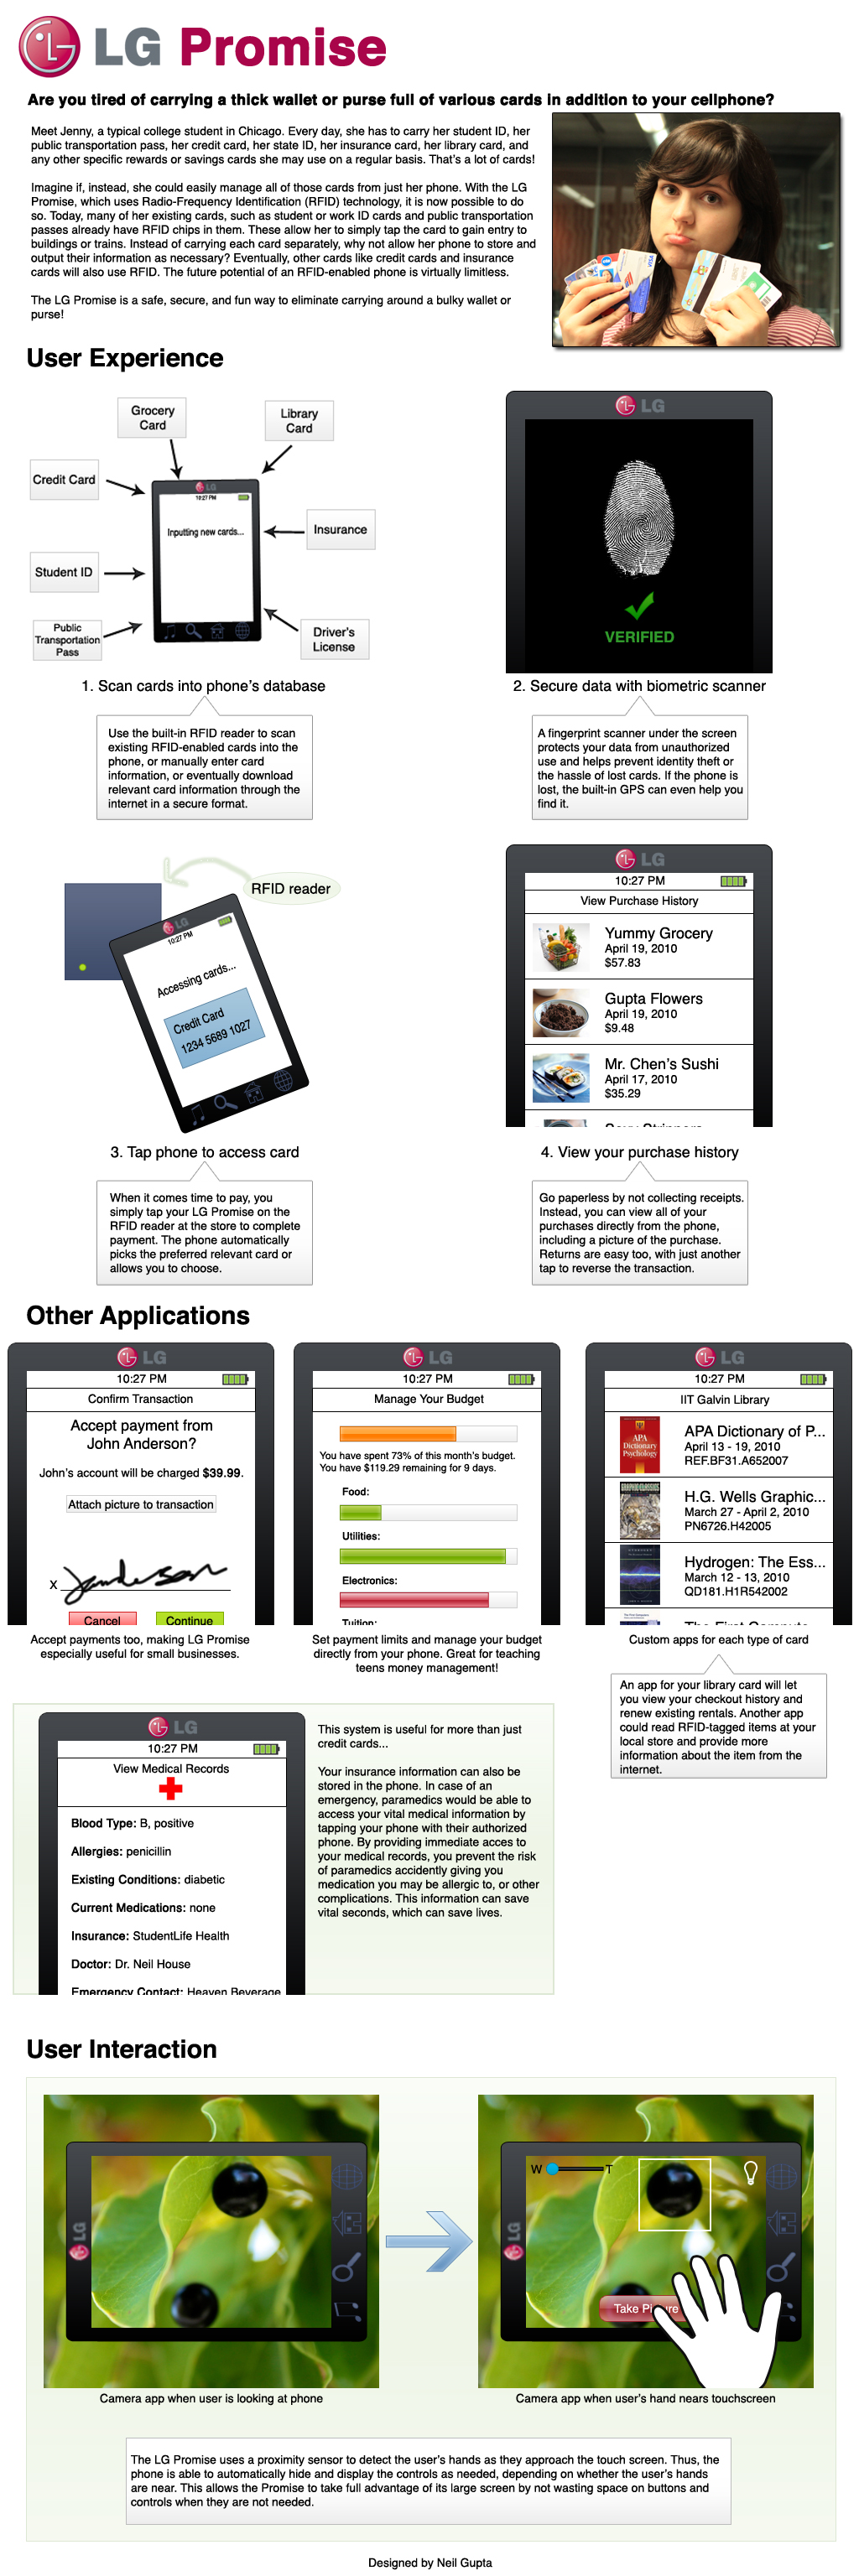 LG Promise
Are you tired of carrying a thick wallet or purse full of various cards in addition to your cellphone?
Meet Jenny, a typical college student in Chicago. Every day, she has to carry her student ID, her
public transportation pass, her credit card, her state ID, her insurance card, her library card, and
any other specific rewards or savings cards she may use on a regular basis. That's a lot of cards!
Imagine if, instead, she could easily manage all of those cards from just her phone. With the LG
Promise, which uses Radio-Frequency Identification (RFID) technology, it is now possible to do
so. Today, many of her existing cards, such as student or work ID cards and public transportation
passes already have RFID chips in them. These allow her to simply tap the card to gain entry to
buildings or trains. Instead of carrying each card separately, why not allow her phone to store and
output their information as necessary? Eventually, other cards like credit cards and insurance
cards will also use RFID. The future potential of an RFID-enabled phone is virtually limitless.
The LG Promise is a safe, secure, and fun way to eliminate carrying around a bulky wallet or
purse!
VISA
User Experience
Grocery
Card
Library
Card
Credit Card
LG
10:27 PM
Inputting new cards...
Insurance
Student ID
Public
Transportation
Pass
Driver's
License
1. Scan cards into phone's database
Use the built-in RFID reader to scan
existing RFID-enabled cards into the
phone, or manually enter card
information, or eventually download
relevant card information through the
internet in a secure format.
LG
VERIFIED
2. Secure data with biometric scanner
A fingerprint scanner under the screen
protects your data from unauthorized
use and helps prevent identity theft or
the hassle of lost cards. If the phone is
lost, the built-in GPS can even help you
find it.
RFID reader
LG
10:27 PM
Accessing cards...
Credit Card
1234 5689 1027
3. Tap phone to access card
When it comes time to pay, you
simply tap your LG Promise on the
RFID reader at the store to complete
payment. The phone automatically
picks the preferred relevant card or
allows you to choose.
LG
10:27 PM
View Purchase History
Yummy Grocery
April 19, 2010
$57.83
Gupta Flowers
April 19, 2010
$9.48
Mr. Chen's Sushi
April 17, 2010
$35.29
4. View your purchase history
Go paperless by not collecting receipts.
Instead, you can view all of your
purchases directly from the phone,
including a picture of the purchase.
Returns are easy too, with just another
tap to reverse the transaction.
Other Applications
LG
10:27 PM
Confirm Transaction
Accept payment from
John Anderson?
John's account will be charged $39.99.
Attach picture to transaction
x
Cancel
Continue
Accept payments too, making LG Promise
especially useful for small businesses.
LG
10:27 PM
Manage Your Budget
You have spent 73% of this month's budget.
You have $119.29 remaining for 9 days.
Food:
Utilities:
Electronics:
Tuition:
Set payment limits and manage your budget
directly from your phone. Great for teaching
teens money management!
LG
10:27 PM
IIT Galvin Library
APA
Dictionary of
Psychology
APA Dictionary of P...
April 13 - 19, 2010
REF.BF31.A652007
H.G. Wells Graphic...
March 27 - April 2, 2010
PN6726.H42005
Hydrogen: The Ess...
March 12 - 13, 2010
QD181.H1R542002
Custom apps for each type of card
An app for your library card will let
you view your checkout history and
renew existing rentals. Another app
could read RFID-tagged items at your
local store and provide more
information about the item from the
internet.
LG
10:27 PM
View Medical Records
Blood Type: B, positive
Allergies: penicillin
Existing Conditions: diabetic
Current Medications: none
Insurance: StudentLife Health
Doctor: Dr. Neil House
Emergency Contact: Heaven Beverage
This system is useful for more than just
credit cards...
Your insurance information can also be
stored in the phone. In case of an
emergency, paramedics would be able to
access your vital medical information by
tapping your phone with their authorized
phone. By providing immediate acces to
your medical records, you prevent the risk
of paramedics accidently giving you
medication you may be allergic to, or other
complications. This information can save
vital seconds, which can save lives.
User Interaction
LG
Camera app when user is looking at phone
W
T
LG
Take Picture
Camera app when user's hand nears touchscreen
The LG Promise uses a proximity sensor to detect the user's hands as they approach the touch screen. Thus, the
phone is able to automatically hide and display the controls as needed, depending on whether the user's hands
are near. This allows the Promise to take full advantage of its large screen by not wasting space on buttons and
controls when they are not needed.
Designed by Neil Gupta